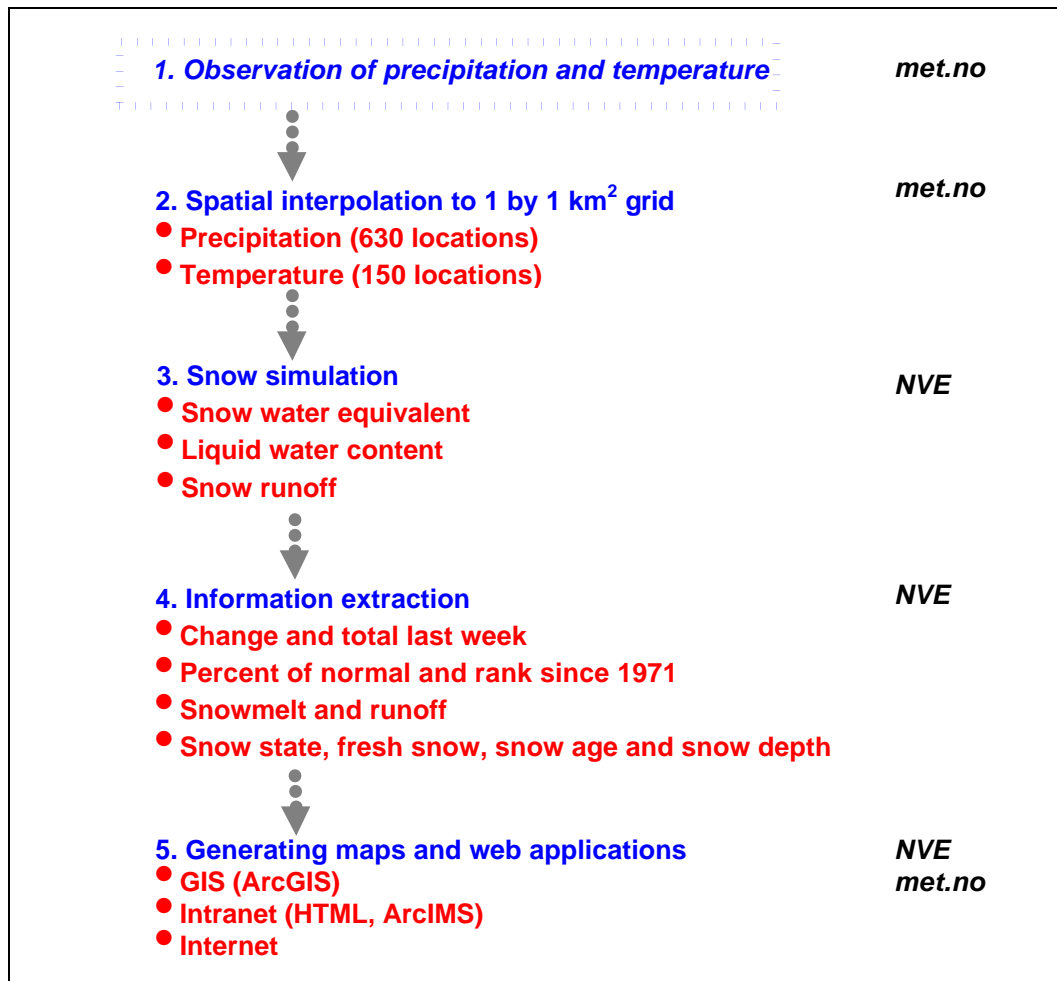 1. Observation of precipitation and temperature met.no
2. Spatial interpolation to 1 by 1 km² grid met.no
● Precipitation (630 locations)
● Temperature (150 locations)
3. Snow simulation NVE
● Snow water equivalent
● Liquid water content
● Snow runoff
4. Information extraction NVE
● Change and total last week
● Percent of normal and rank since 1971
● Snowmelt and runoff
● Snow state, fresh snow, snow age and snow depth
5. Generating maps and web applications NVE
● GIS (ArcGIS) met.no
● Intranet (HTML, ArcIMS)
● Internet